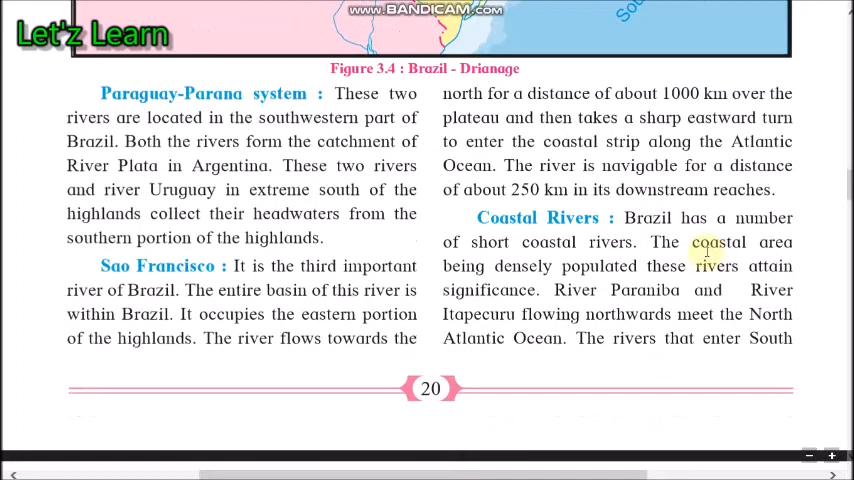 WWW.BANDICAM.COM
Let'z Learn
Sou
Figure 3.4 : Brazil - Drianage
Paraguay-Parana system : These two
rivers are located in the southwestern part of
Brazil. Both the rivers form the catchment of
River Plata in Argentina. These two rivers
and river Uruguay in extreme south of the
highlands collect their headwaters from the
southern portion of the highlands.
Sao Francisco : It is the third important
river of Brazil. The entire basin of this river is
within Brazil. It occupies the eastern portion
of the highlands. The river flows towards the
north for a distance of about 1000 km over the
plateau and then takes a sharp eastward turn
to enter the coastal strip along the Atlantic
Ocean. The river is navigable for a distance
of about 250 km in its downstream reaches.
Coastal Rivers : Brazil has a number
of short coastal rivers. The coastal area
being densely populated these rivers attain
significance. River Paraniba and River
Itapecuru flowing northwards meet the North
Atlantic Ocean. The rivers that enter South
20